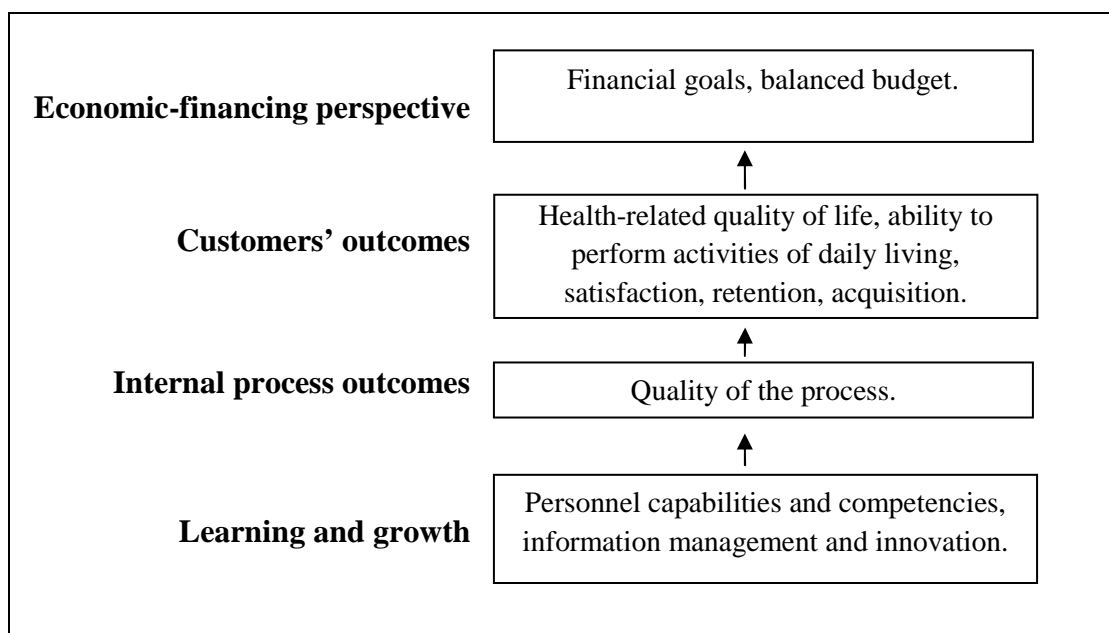 Economic-financing perspective
Financial goals, balanced budget.
Customers’ outcomes
Health-related quality of life, ability to
perform activities of daily living,
satisfaction, retention, acquisition.
Internal process outcomes
Quality of the process.
Learning and growth
Personnel capabilities and competencies,
information management and innovation.